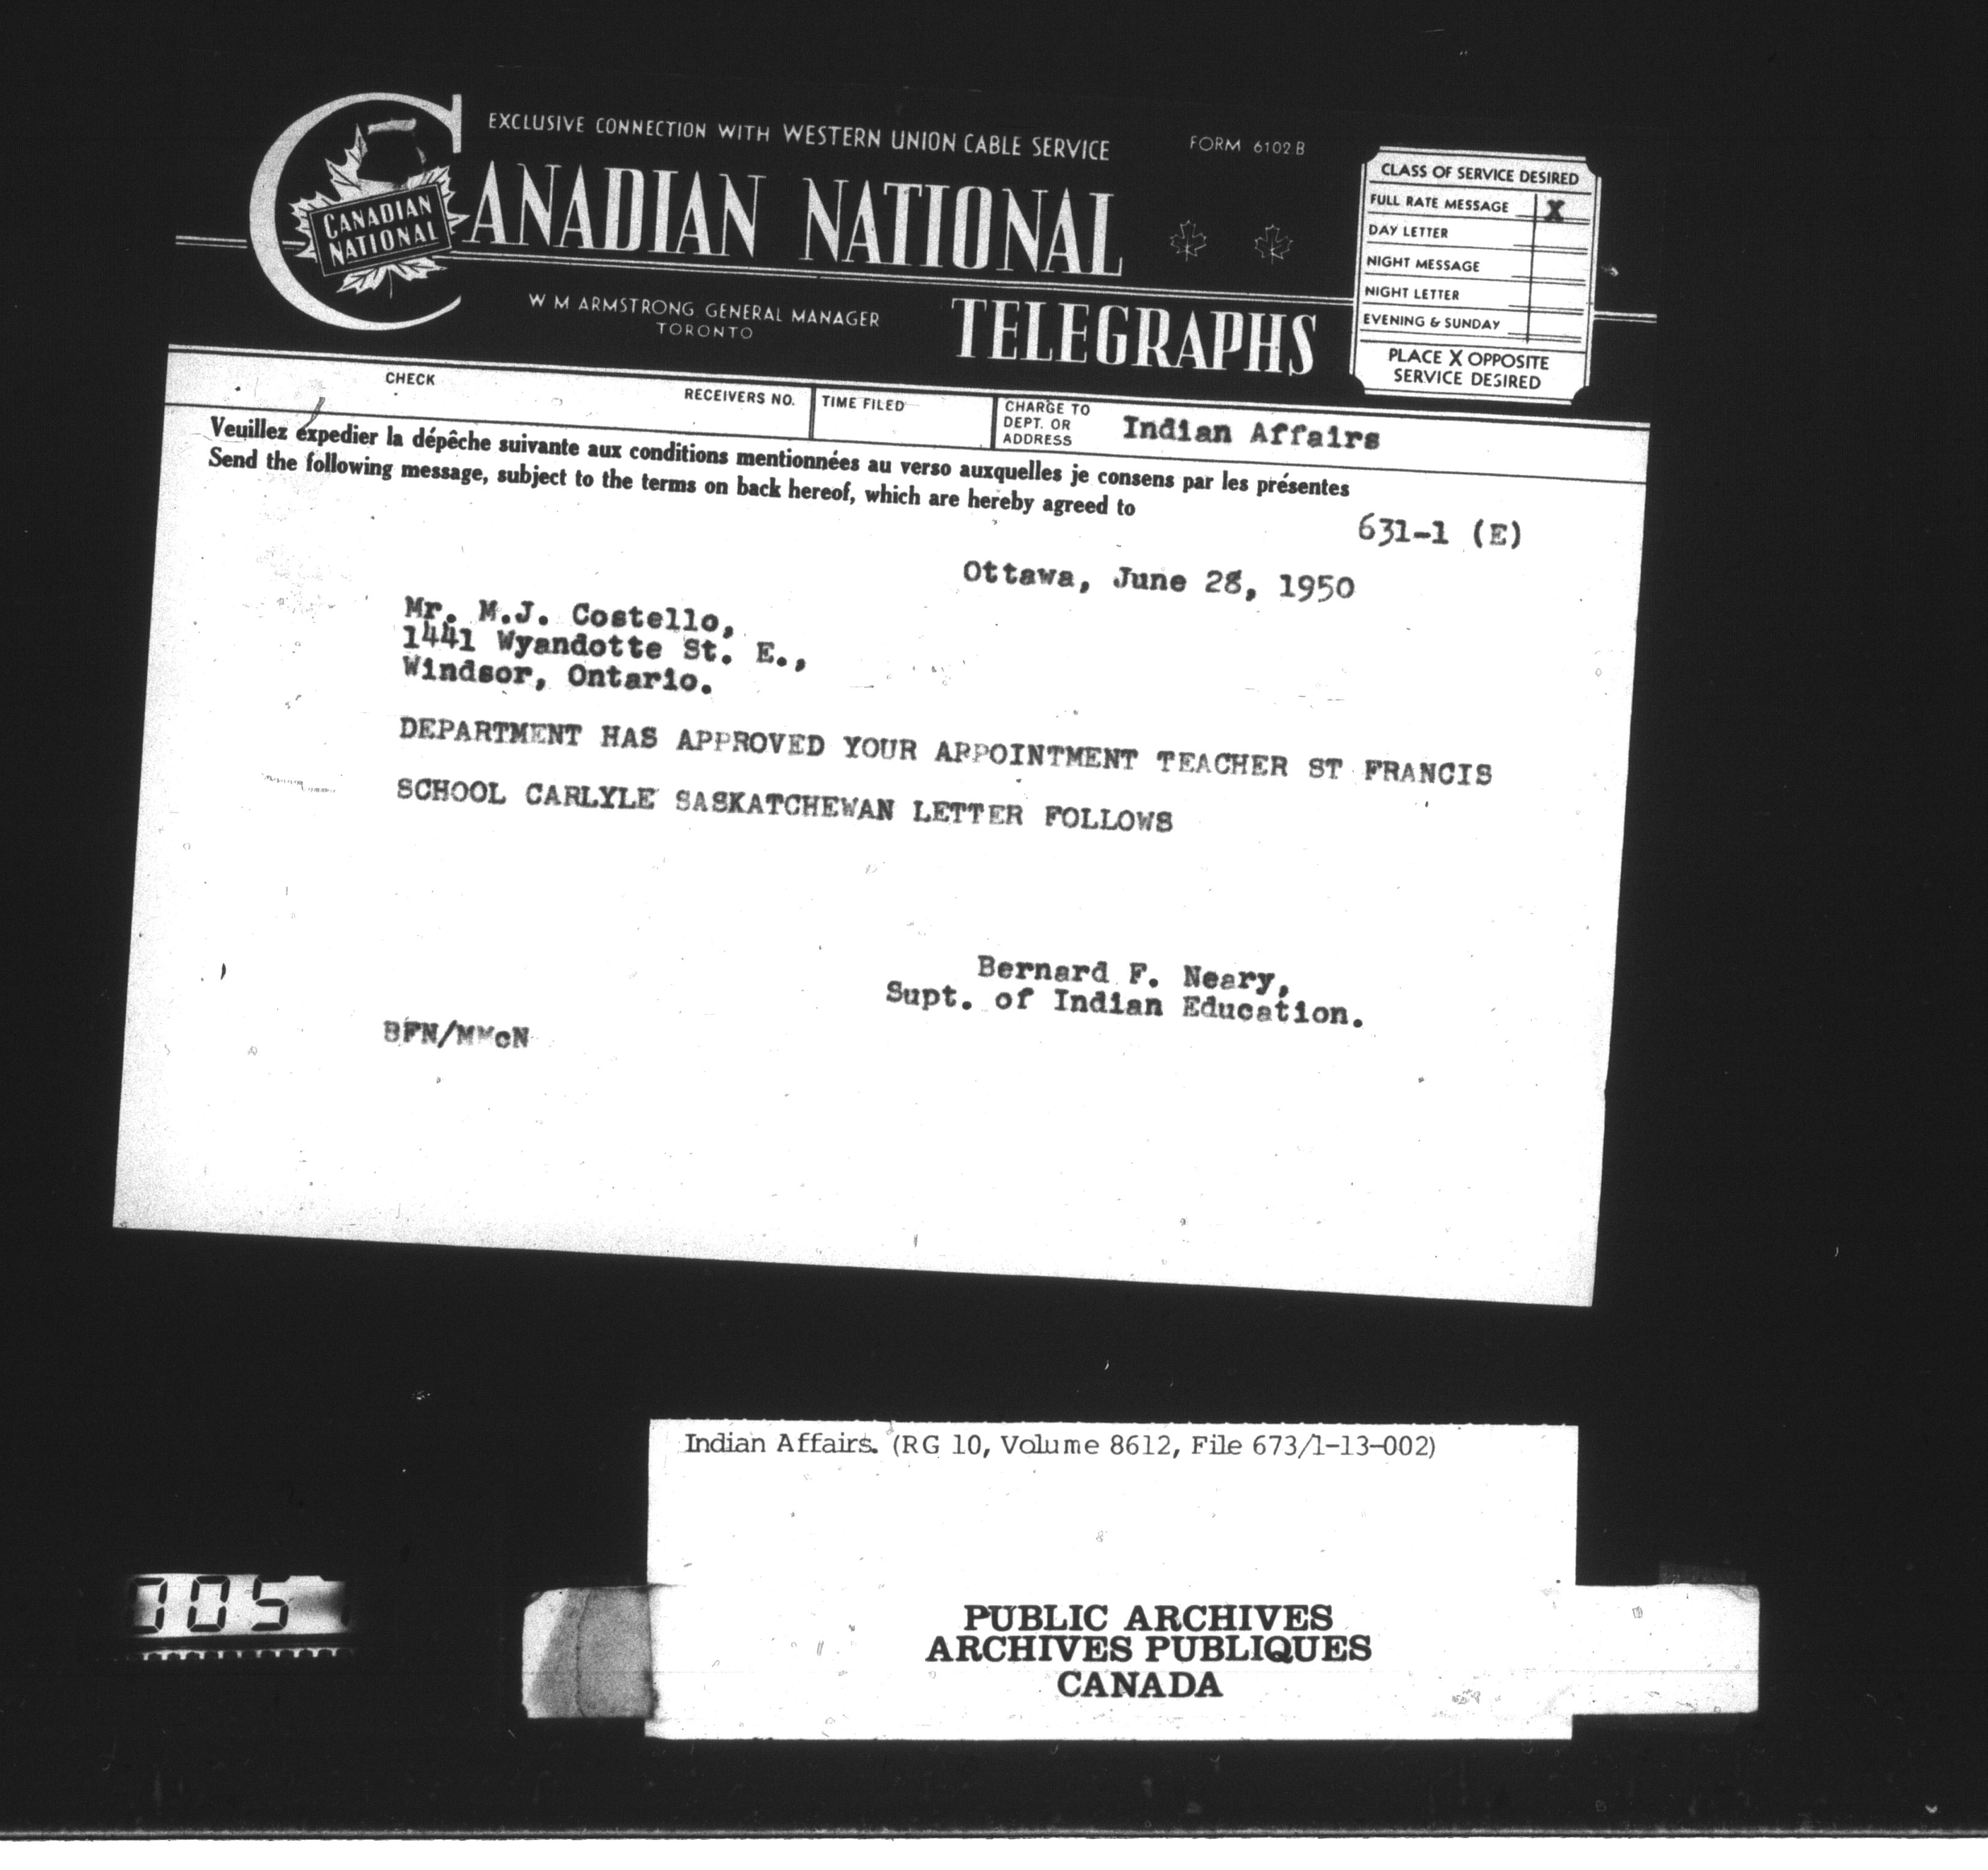 EXCLUSIVE CONNECTION WITH WESTERN UNION CABLE SERVICE
FORM 6102 B
CANADIAN NATIONAL
CANADIAN
NATIONAL
TELEGRAPHS
W M ARMSTRONG GENERAL MANAGER
TORONTO
CLASS OF SERVICE DESIRED
FULL RATE MESSAGE X
DAY LETTER
NIGHT MESSAGE
NIGHT LETTER
EVENING & SUNDAY
PLACE X OPPOSITE
SERVICE DESIRED
CHECK
RECEIVERS NO.
TIME FILED
CHARGE TO
DEPT. OR
ADDRESS
Indian Affairs
Veuillez expedier la dépêche suivante aux conditions mentionnées au verso auxquelles je consens par les présentes
Send the following message, subject to the terms on back hereof, which are hereby agreed to
631-1 (E)
Ottawa, June 28, 1950
Mr. M.J. Costello,
1441 Wyandotte St. E.,
Windsor, Ontario.
DEPARTMENT HAS APPROVED YOUR APPOINTMENT TEACHER ST FRANCIS
SCHOOL CARLYLE SASKATCHEWAN LETTER FOLLOWS
Bernard F. Neary,
Supt. of Indian Education.
BFN/MMcN
Indian Affairs. (RG 10, Volume 8612, File 673/1-13-002)
705
PUBLIC ARCHIVES
ARCHIVES PUBLIQUES
CANADA